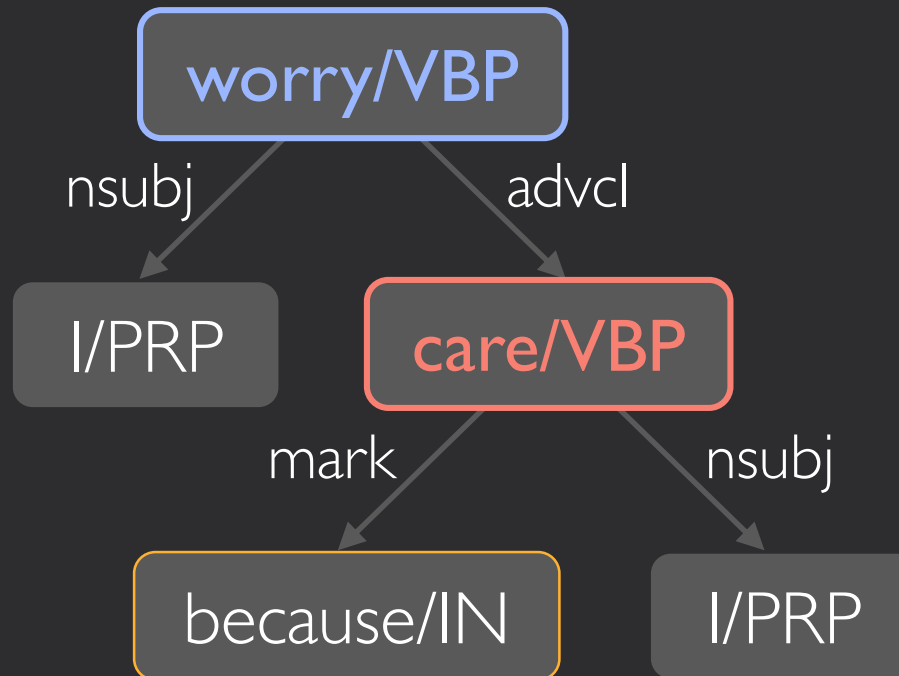 worry/VBP
nsubj advcl
I/PRP care/VBP
mark nsubj
because/IN I/PRP